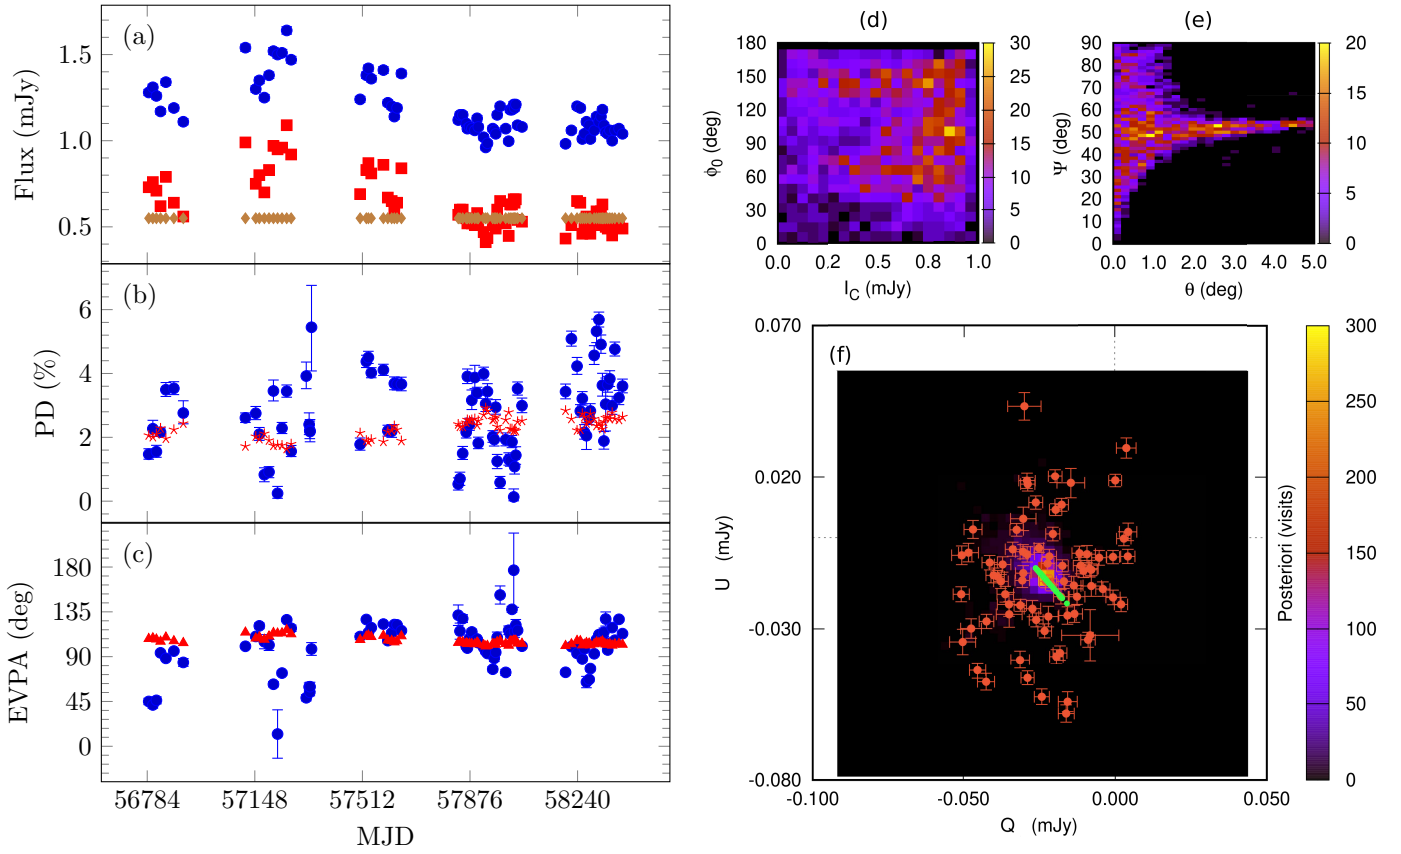 (a)
Flux (mJy)
1.5
1.0
0.5
(b)
PD (%)
6
4
2
0
(c)
EVPA (deg)
180
135
90
45
0
56784 57148 57512 57876 58240
MJD
(d)
ϕ0 (deg)
180
150
120
90
60
30
0
0.0 0.2 0.5 0.8 1.0
IC (mJy)
30
25
20
15
10
5
0
(e)
Ψ (deg)
90
80
70
60
50
40
30
20
10
0
0.0 1.0 2.0 3.0 4.0 5.0
θ (deg)
20
15
10
5
0
(f)
U (mJy)
0.070
0.020
-0.030
-0.080
-0.100 -0.050 0.000 0.050
Q (mJy)
Posteriori (visits)
300
250
200
150
100
50
0